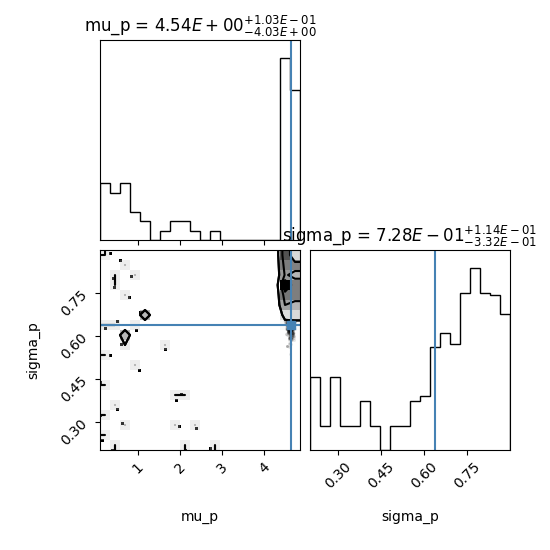 mu_p = 4.54E+00+1.03E−01−4.03E+00
sigma_p = 7.28E−01+1.14E−01−3.32E−01
0.75
0.60
0.45
0.30
sigma_p
1 2 3 4
mu_p
0.30 0.45 0.60 0.75
sigma_p